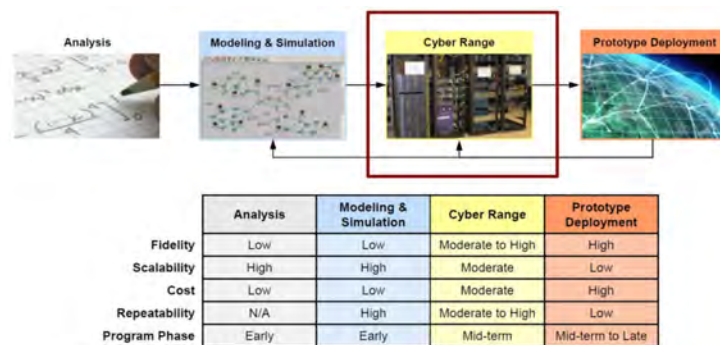 Analysis
Modeling & Simulation
Cyber Range
Prototype Deployment
Analysis Modeling & Simulation Cyber Range Prototype Deployment
Fidelity Low Low Moderate to High High
Scalability High High Moderate Low
Cost Low Low Moderate High
Repeatability N/A High Moderate to High Low
Program Phase Early Early Mid-term Mid-term to Late